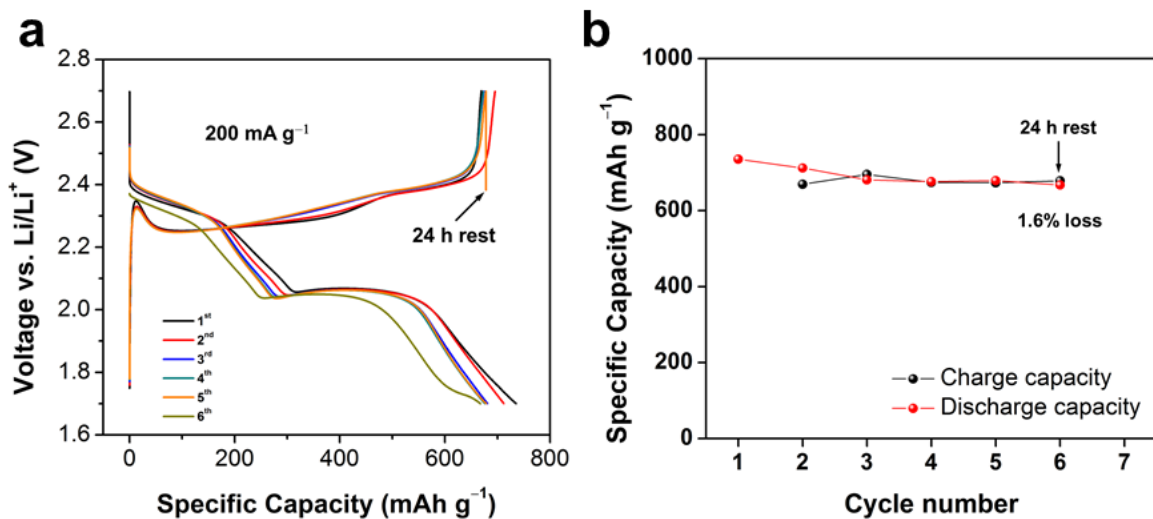 a
2.8
2.6
2.4
2.2
2.0
1.8
1.6
Voltage vs. Li/Li⁺ (V)
200 mA g⁻¹
24 h rest
1ˢᵗ
2ⁿᵈ
3ʳᵈ
4ᵗʰ
5ᵗʰ
6ᵗʰ
0 200 400 600 800
Specific Capacity (mAh g⁻¹)
b
1000
800
600
400
200
0
Specific Capacity (mAh g⁻¹)
24 h rest
1.6% loss
Charge capacity
Discharge capacity
1 2 3 4 5 6 7
Cycle number